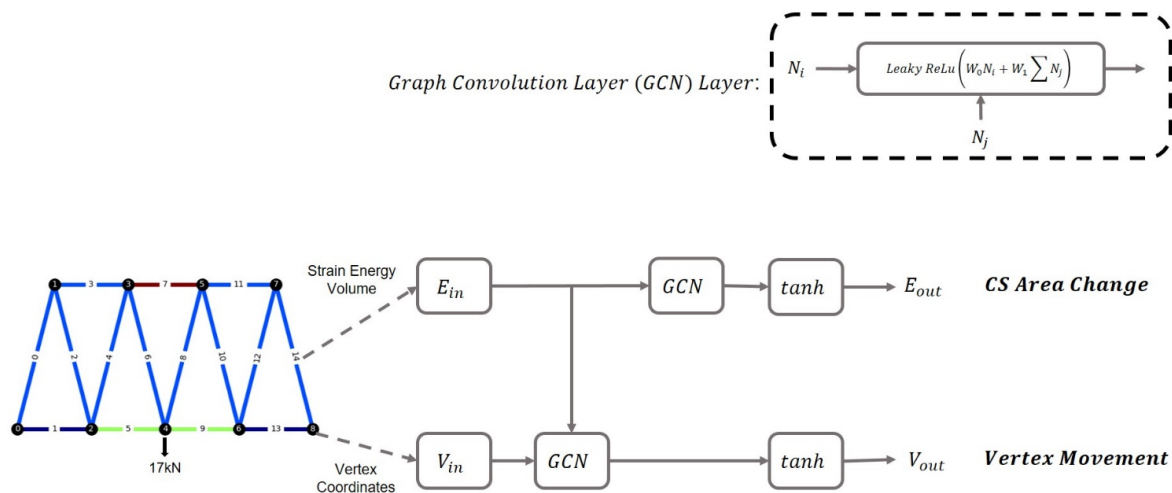 Graph Convolution Layer (GCN) Layer:
N_i
Leaky ReLu(W_0N_i + W_1 ∑ N_j)
N_j
Strain Energy
Volume
E_in
GCN
tanh
E_out
CS Area Change
1
3
3
7
5
11
7
0
2
4
6
8
10
12
14
0
1
2
5
4
9
6
13
8
17kN
Vertex
Coordinates
V_in
GCN
tanh
V_out
Vertex Movement